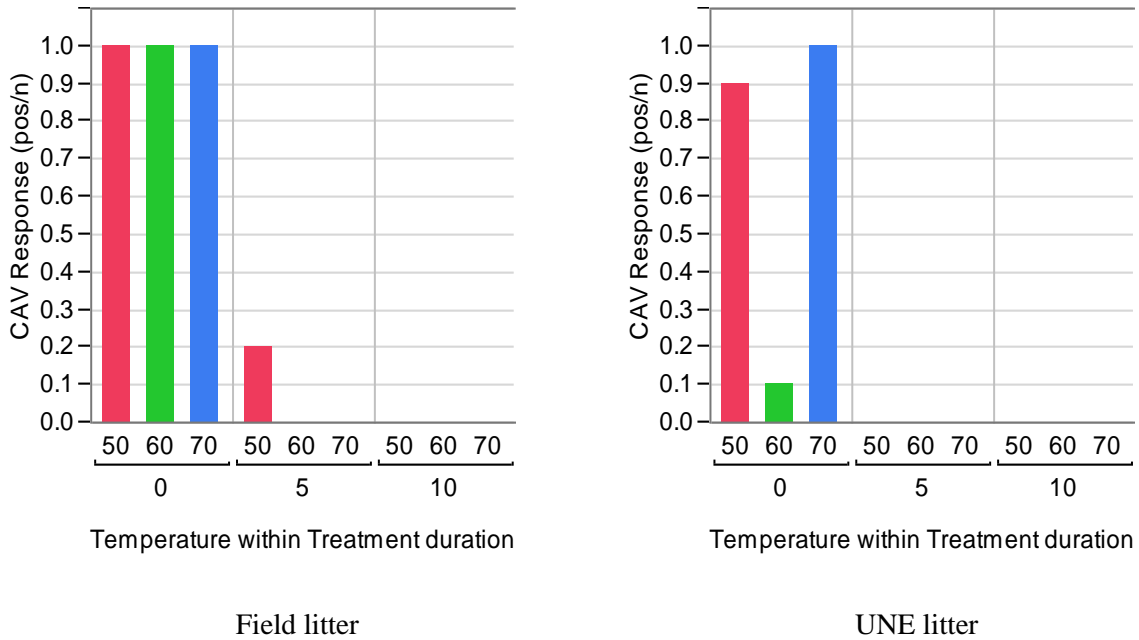 CAV Response (pos/n)
1.0
0.9
0.8
0.7
0.6
0.5
0.4
0.3
0.2
0.1
0.0
50 60 70 50 60 70 50 60 70
0 5 10
Temperature within Treatment duration
Field litter
CAV Response (pos/n)
1.0
0.9
0.8
0.7
0.6
0.5
0.4
0.3
0.2
0.1
0.0
50 60 70 50 60 70 50 60 70
0 5 10
Temperature within Treatment duration
UNE litter